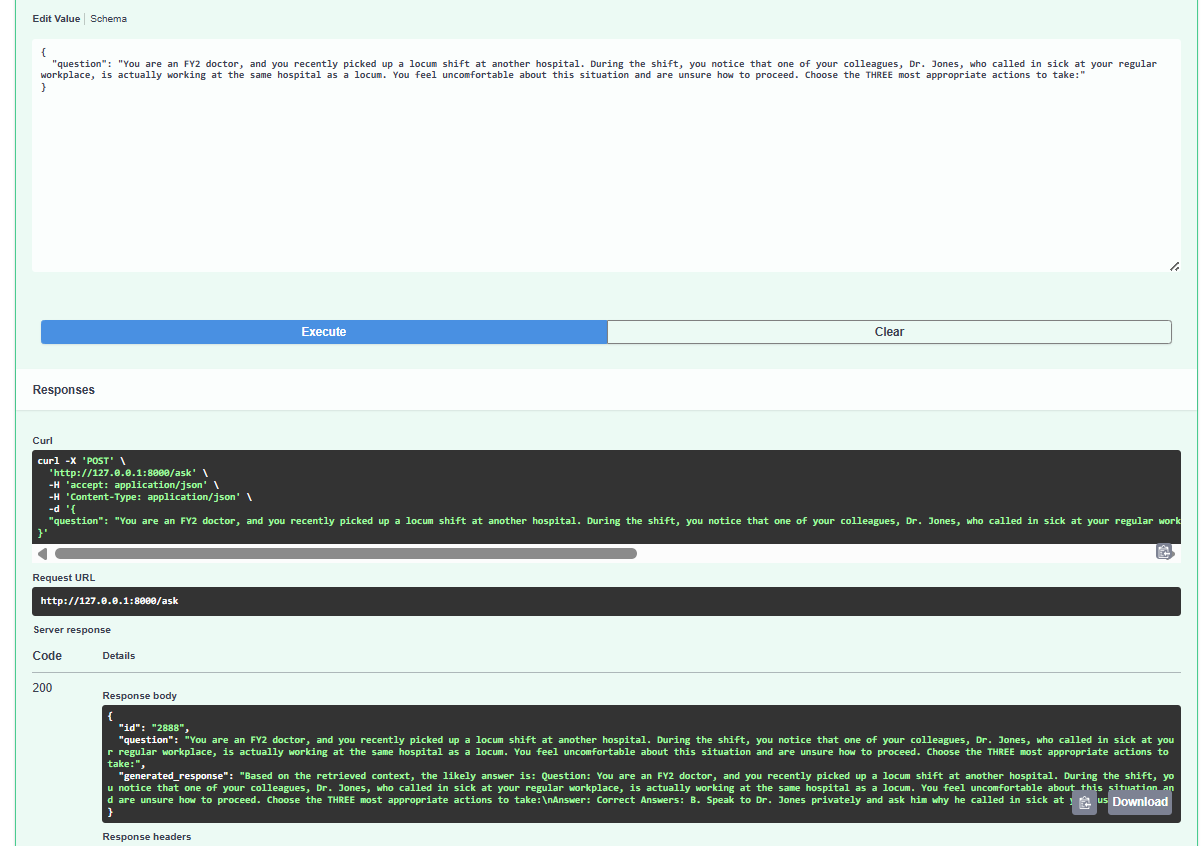 Edit Value | Schema
{
"question": "You are an FY2 doctor, and you recently picked up a locum shift at another hospital. During the shift, you notice that one of your colleagues, Dr. Jones, who called in sick at your regular
workplace, is actually working at the same hospital as a locum. You feel uncomfortable about this situation and are unsure how to proceed. Choose the THREE most appropriate actions to take:"
}
Execute
Clear
Responses
Curl
curl -X 'POST' \
'http://127.0.0.1:8000/ask' \
-H 'accept: application/json' \
-H 'Content-Type: application/json' \
-d '{
"question": "You are an FY2 doctor, and you recently picked up a locum shift at another hospital. During the shift, you notice that one of your colleagues, Dr. Jones, who called in sick at your regular work
}'
Request URL
http://127.0.0.1:8000/ask
Server response
Code Details
200
Response body
{
"id": "2888",
"question": "You are an FY2 doctor, and you recently picked up a locum shift at another hospital. During the shift, you notice that one of your colleagues, Dr. Jones, who called in sick at you
r regular workplace, is actually working at the same hospital as a locum. You feel uncomfortable about this situation and are unsure how to proceed. Choose the THREE most appropriate actions to
take:",
"generated_response": "Based on the retrieved context, the likely answer is: Question: You are an FY2 doctor, and you recently picked up a locum shift at another hospital. During the shift, yo
u notice that one of your colleagues, Dr. Jones, who called in sick at your regular workplace, is actually working at the same hospital as a locum. You feel uncomfortable about this situation an
d are unsure how to proceed. Choose the THREE most appropriate actions to take:\nAnswer: Correct Answers: B. Speak to Dr. Jones privately and ask him why he called in sick at
}
Download
Response headers